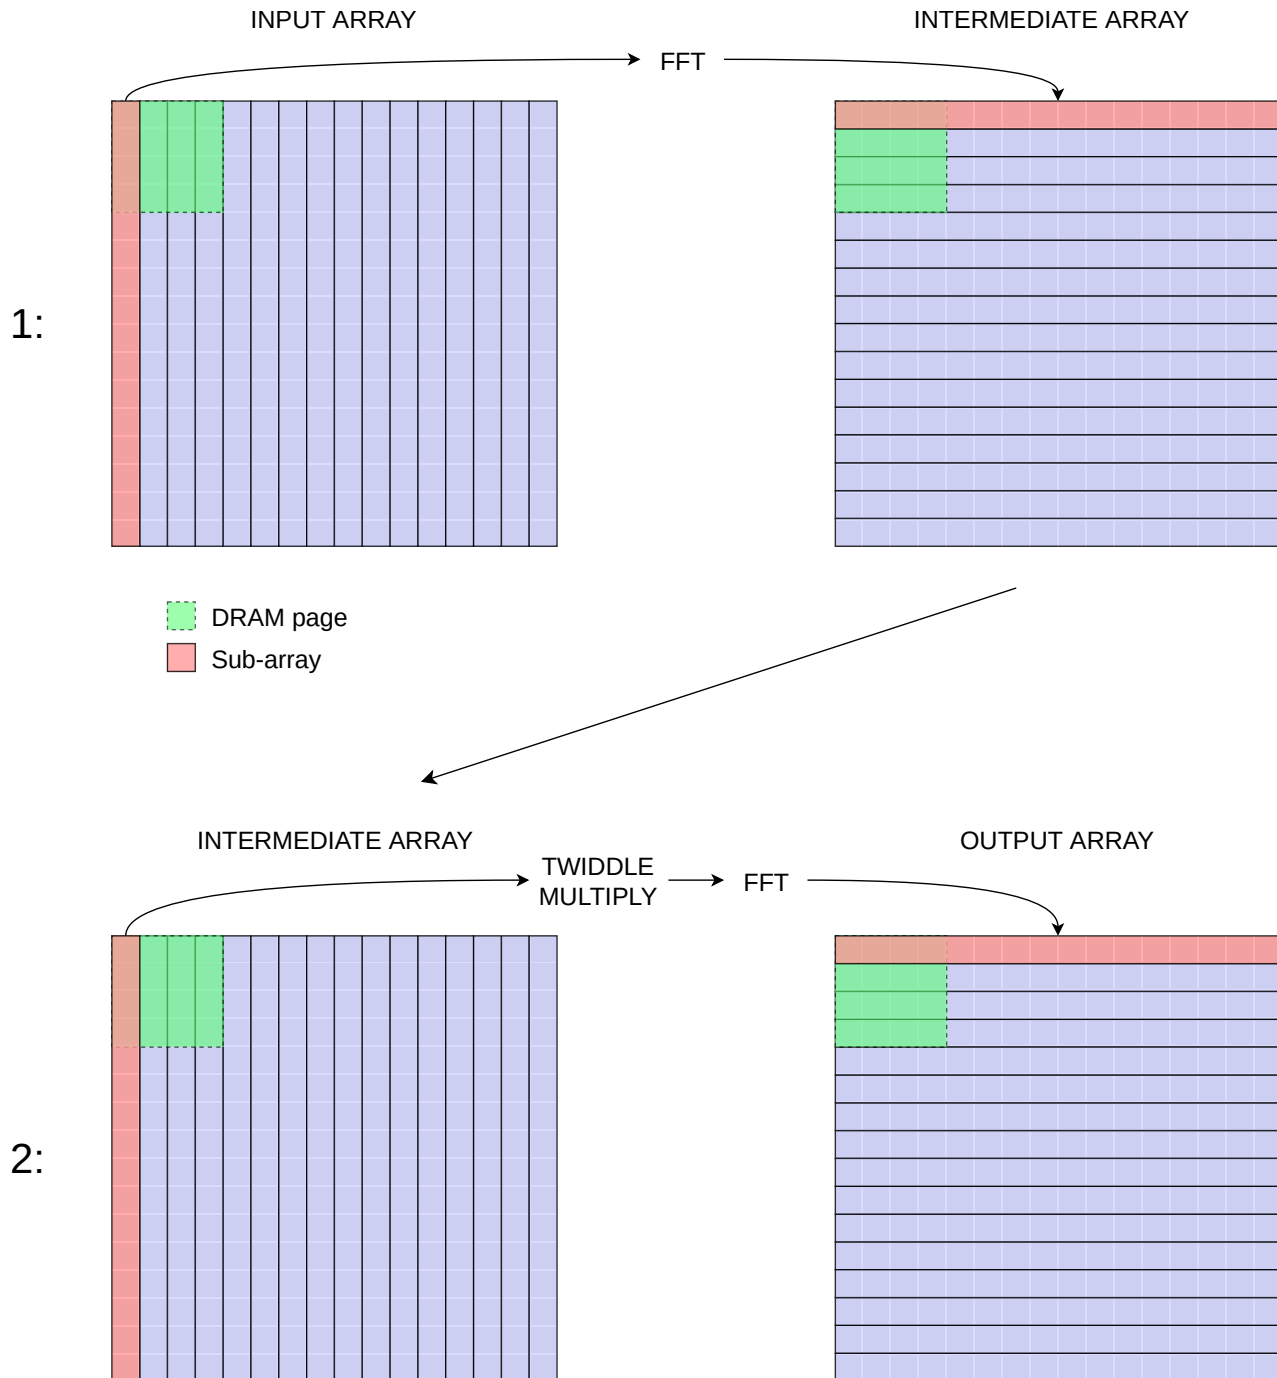 INPUT ARRAY
INTERMEDIATE ARRAY
FFT
1:
DRAM page
Sub-array
INTERMEDIATE ARRAY
OUTPUT ARRAY
TWIDDLE
MULTIPLY
FFT
2: